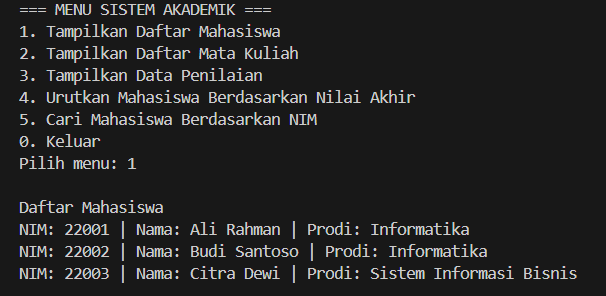 === MENU SISTEM AKADEMIK ===
1. Tampilkan Daftar Mahasiswa
2. Tampilkan Daftar Mata Kuliah
3. Tampilkan Data Penilaian
4. Urutkan Mahasiswa Berdasarkan Nilai Akhir
5. Cari Mahasiswa Berdasarkan NIM
0. Keluar
Pilih menu: 1
Daftar Mahasiswa
NIM: 22001 | Nama: Ali Rahman | Prodi: Informatika
NIM: 22002 | Nama: Budi Santoso | Prodi: Informatika
NIM: 22003 | Nama: Citra Dewi | Prodi: Sistem Informasi Bisnis